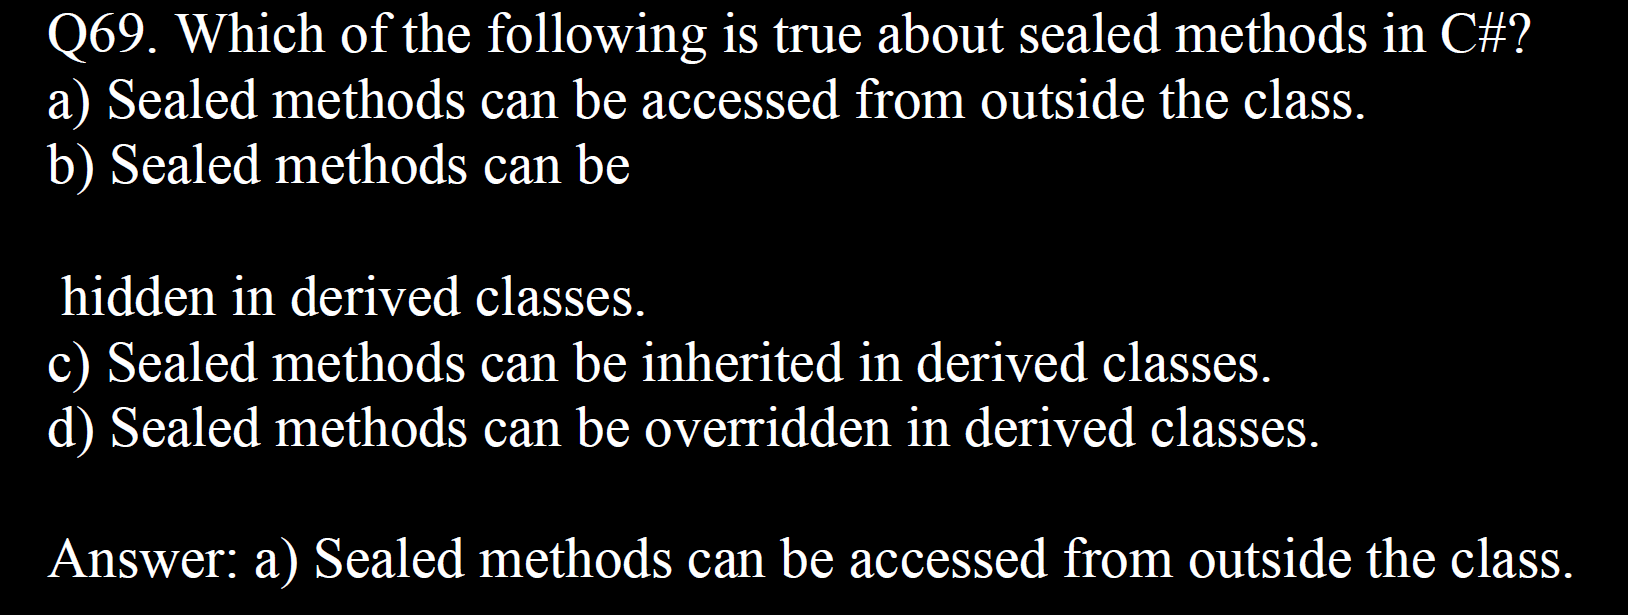 Q69. Which of the following is true about sealed methods in C#?
a) Sealed methods can be accessed from outside the class.
b) Sealed methods can be
hidden in derived classes.
c) Sealed methods can be inherited in derived classes.
d) Sealed methods can be overridden in derived classes.
Answer: a) Sealed methods can be accessed from outside the class.